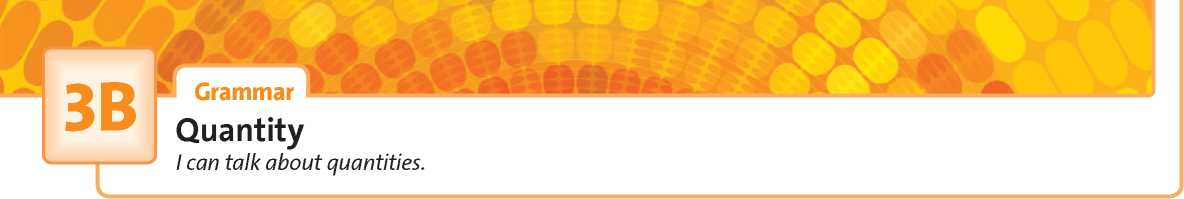 3B
Grammar
Quantity
I can talk about quantities.